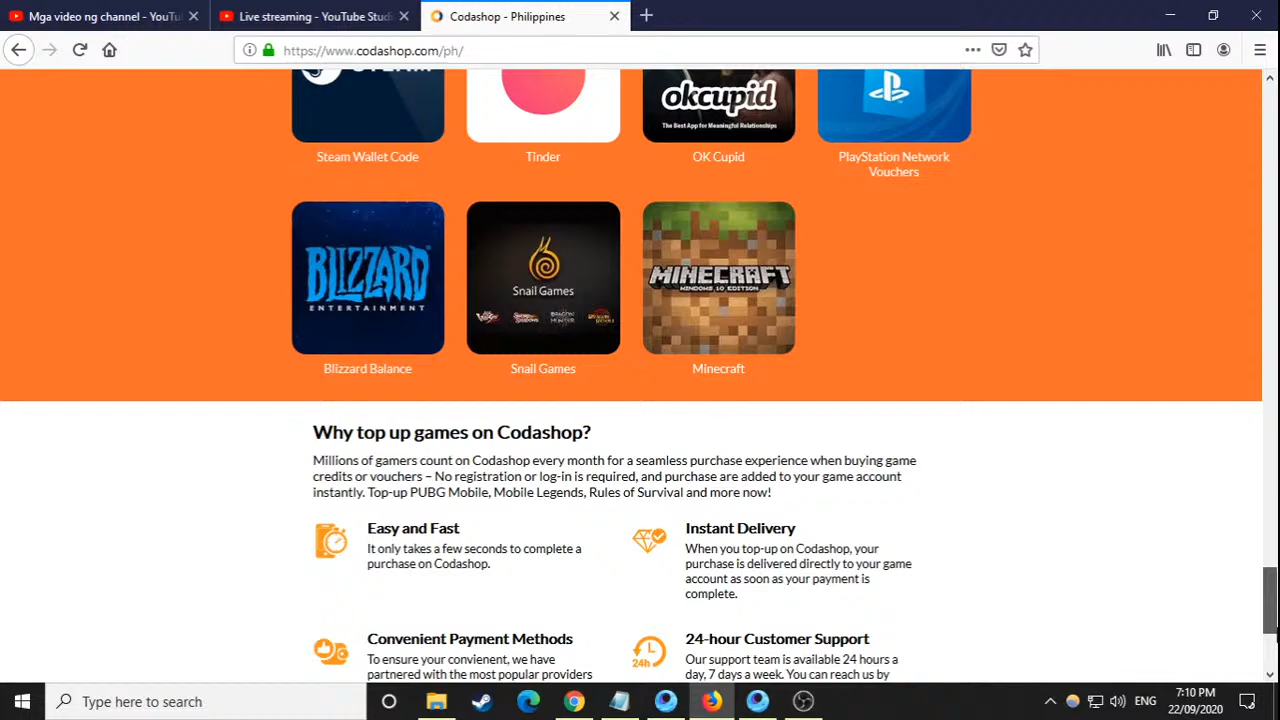 Mga video ng channel - YouTu
Live streaming - YouTube Studi
Codashop - Philippines
https://www.codashop.com/ph/
STEAM
okcupid
The Best App for Meaningful Relationships
Steam Wallet Code
Tinder
OK Cupid
PlayStation Network
Vouchers
BLIZZARD
ENTERTAINMENT
Snail Games
MINECRAFT
WINDOWS 10 EDITION
Blizzard Balance
Snail Games
Minecraft
Why top up games on Codashop?
Millions of gamers count on Codashop every month for a seamless purchase experience when buying game
credits or vouchers – No registration or log-in is required, and purchase are added to your game account
instantly. Top-up PUBG Mobile, Mobile Legends, Rules of Survival and more now!
Easy and Fast
It only takes a few seconds to complete a
purchase on Codashop.
Instant Delivery
When you top-up on Codashop, your
purchase is delivered directly to your game
account as soon as your payment is
complete.
Convenient Payment Methods
To ensure your convienient, we have
partnered with the most popular providers
24h
24-hour Customer Support
Our support team is available 24 hours a
day, 7 days a week. You can reach us by
Type here to search
ENG
7:10 PM
22/09/2020